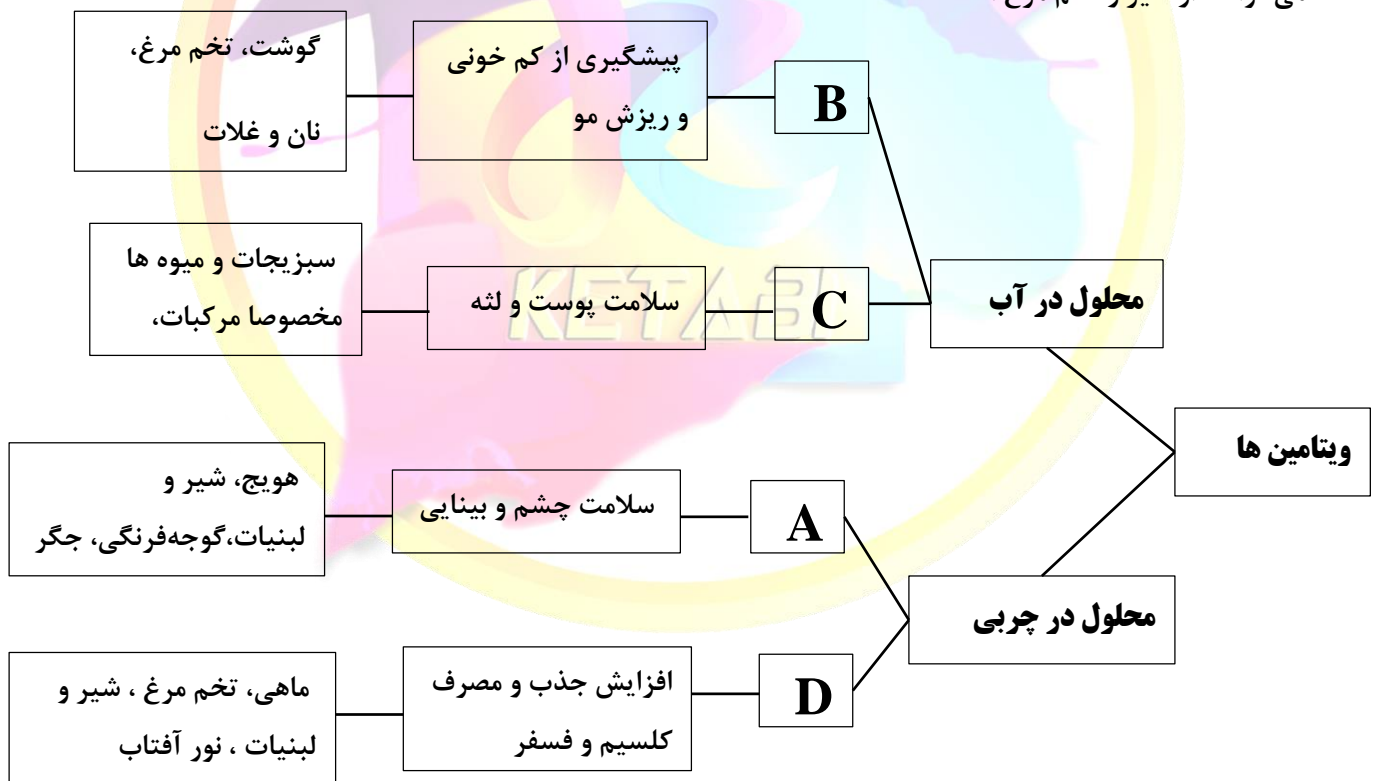 پیشگیری از کم خونی
و ریزش مو
گوشت، تخم مرغ،
نان و غلات
B
سبزیجات و میوه ها
مخصوصا مرکبات،
سلامت پوست و لثه
C
محلول در آب
KETABI
ویتامین ها
هویج، شیر و
لبنیات،گوجه‌فرنگی، جگر
سلامت چشم و بینایی
A
محلول در چربی
افزایش جذب و مصرف
کلسیم و فسفر
D
ماهی، تخم مرغ ، شیر و
لبنیات ، نور آفتاب